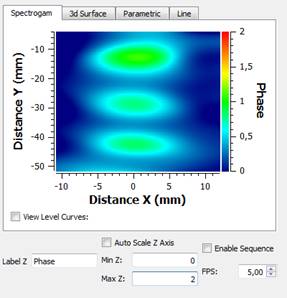 Spectrogam 3d Surface Parametric Line
2
1,5
1
0,5
0
Phase
-10
-20
-30
-40
-50
Distance Y (mm)
-10 -5 0 5 10
Distance X (mm)
View Level Curves:
Auto Scale Z Axis Enable Sequence
Label Z Phase Min Z: 0 FPS: 5,00
Max Z: 2